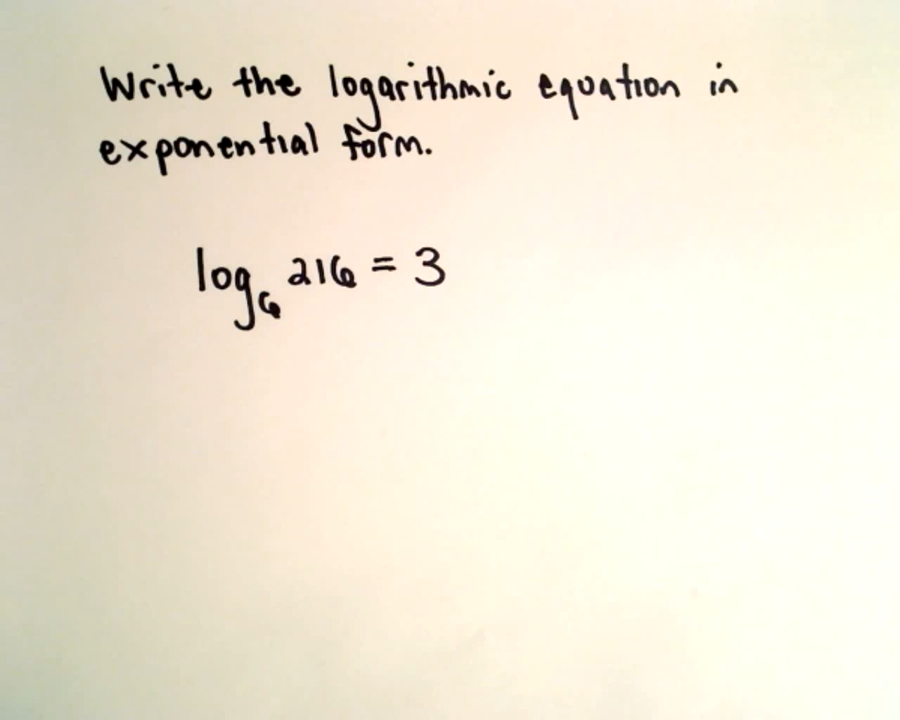 Write the logarithmic equation in
exponential form.
log₆ 216 = 3